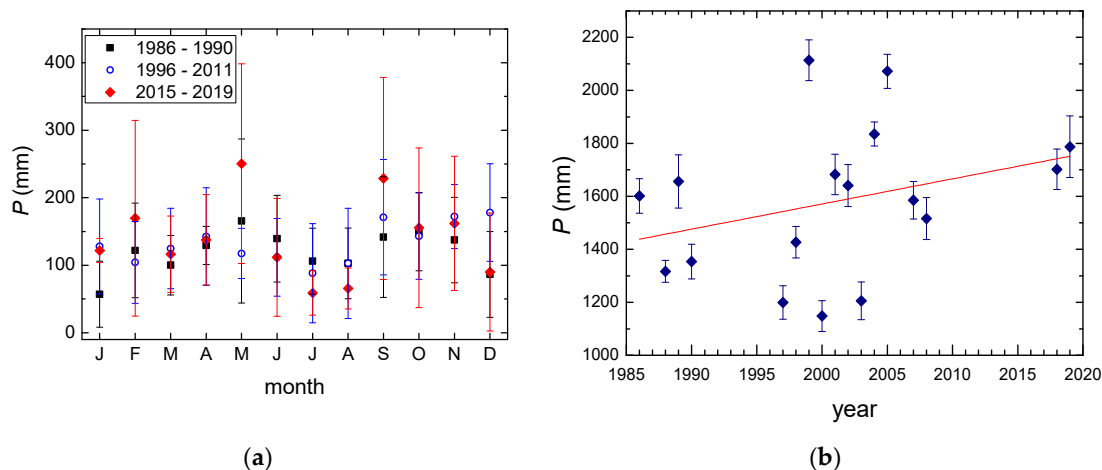 400
300
200
100
0
P (mm)
1986 - 1990
1996 - 2011
2015 - 2019
J F M A M J J A S O N D
month
(a)
2200
2000
1800
1600
1400
1200
1000
P (mm)
1985 1990 1995 2000 2005 2010 2015 2020
year
(b)